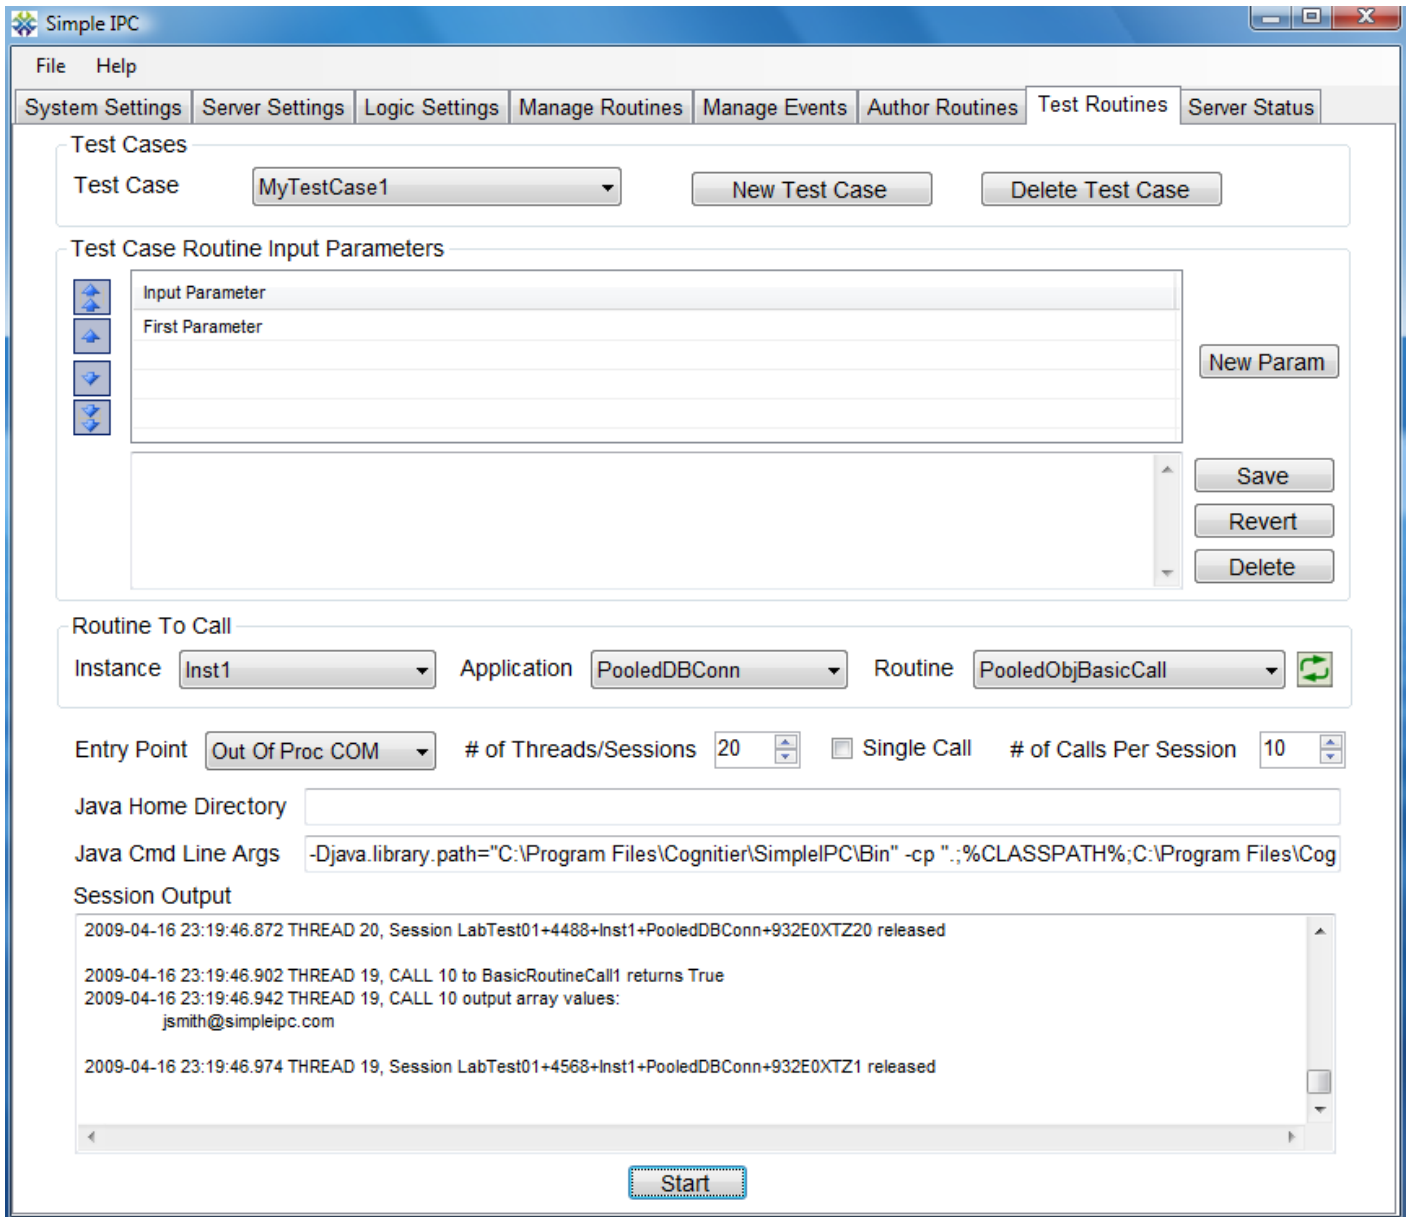 Simple IPC
File Help
System Settings Server Settings Logic Settings Manage Routines Manage Events Author Routines Test Routines Server Status
Test Cases
Test Case MyTestCase1 New Test Case Delete Test Case
Test Case Routine Input Parameters
Input Parameter
First Parameter
New Param
Save
Revert
Delete
Routine To Call
Instance Inst1 Application PooledDBConn Routine PooledObjBasicCall
Entry Point Out Of Proc COM # of Threads/Sessions 20 Single Call # of Calls Per Session 10
Java Home Directory
Java Cmd Line Args -Djava.library.path="C:\Program Files\Cognitier\SimpleIPC\Bin" -cp ".;%CLASSPATH%;C:\Program Files\Cog
Session Output
2009-04-16 23:19:46.872 THREAD 20, Session LabTest01+4488+Inst1+PooledDBConn+932E0XTZ20 released
2009-04-16 23:19:46.902 THREAD 19, CALL 10 to BasicRoutineCall1 returns True
2009-04-16 23:19:46.942 THREAD 19, CALL 10 output array values:
jsmith@simpleipc.com
2009-04-16 23:19:46.974 THREAD 19, Session LabTest01+4568+Inst1+PooledDBConn+932E0XTZ1 released
Start